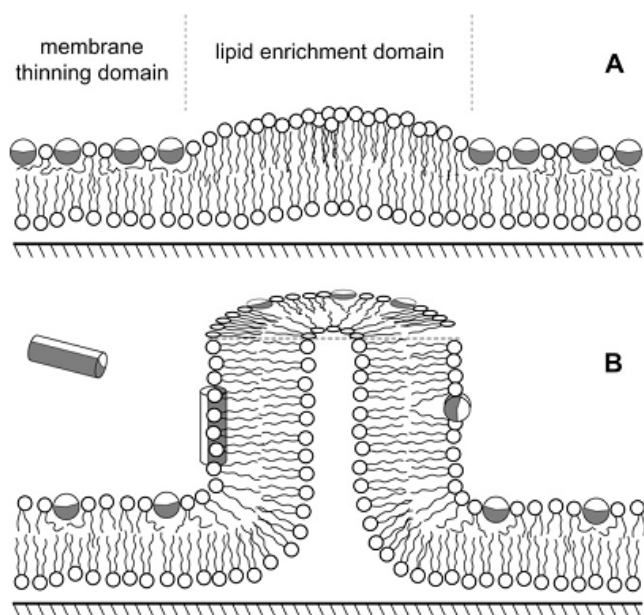 membrane
thinning domain
lipid enrichment domain
A
B